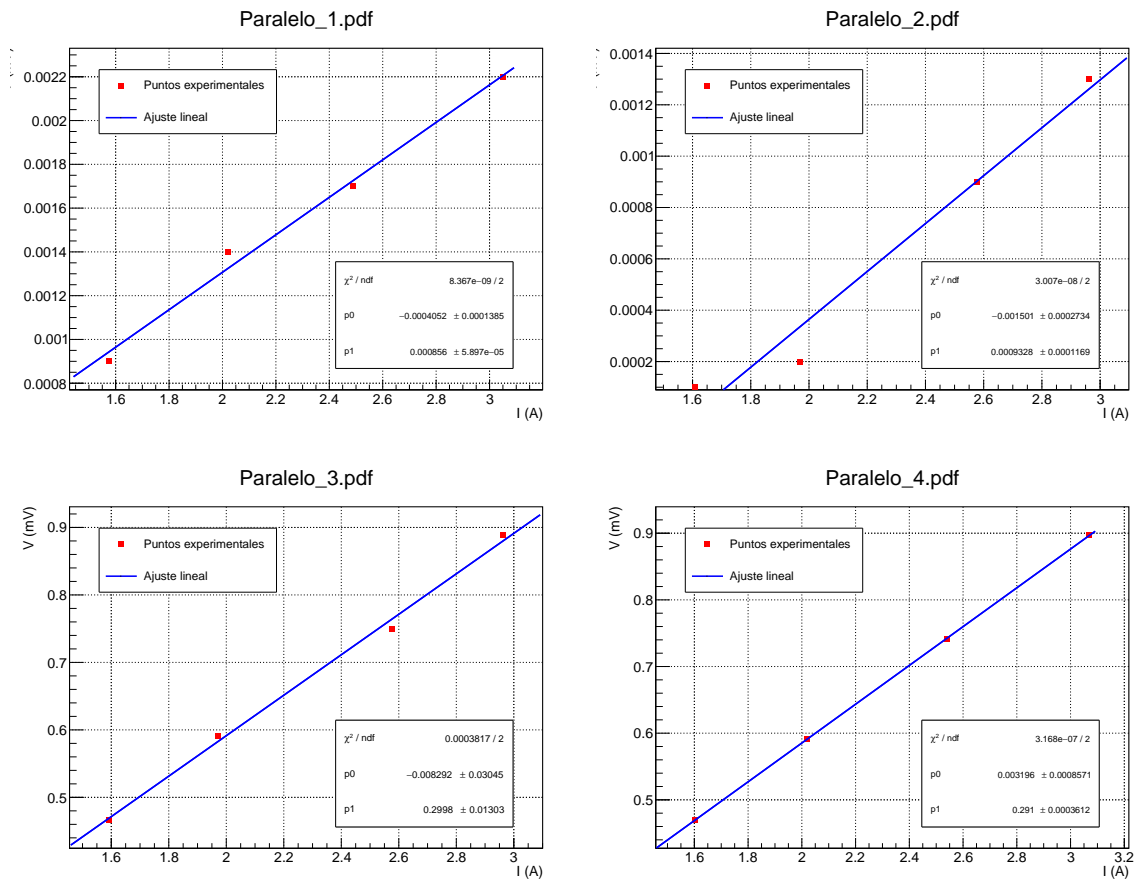 Paralelo_1.pdf
Puntos experimentales
Ajuste lineal
0.0022
0.002
0.0018
0.0016
0.0014
0.0012
0.001
0.0008
χ² / ndf 8.367e−09 / 2
p0 −0.0004052 ± 0.0001385
p1 0.000856 ± 5.897e−05
1.6 1.8 2 2.2 2.4 2.6 2.8 3
I (A)
Paralelo_2.pdf
Puntos experimentales
Ajuste lineal
0.0014
0.0012
0.001
0.0008
0.0006
0.0004
0.0002
χ² / ndf 3.007e−08 / 2
p0 -0.001501 ± 0.0002734
p1 0.0009328 ± 0.0001169
1.6 1.8 2 2.2 2.4 2.6 2.8 3
I (A)
Paralelo_3.pdf
V (mV)
Puntos experimentales
Ajuste lineal
0.9
0.8
0.7
0.6
0.5
χ² / ndf 0.0003817 / 2
p0 −0.008292 ± 0.03045
p1 0.2998 ± 0.01303
1.6 1.8 2 2.2 2.4 2.6 2.8 3
I (A)
Paralelo_4.pdf
V (mV)
Puntos experimentales
Ajuste lineal
0.9
0.8
0.7
0.6
0.5
χ² / ndf 3.168e−07 / 2
p0 0.003196 ± 0.0008571
p1 0.291 ± 0.0003612
1.6 1.8 2 2.2 2.4 2.6 2.8 3 3.2
I (A)